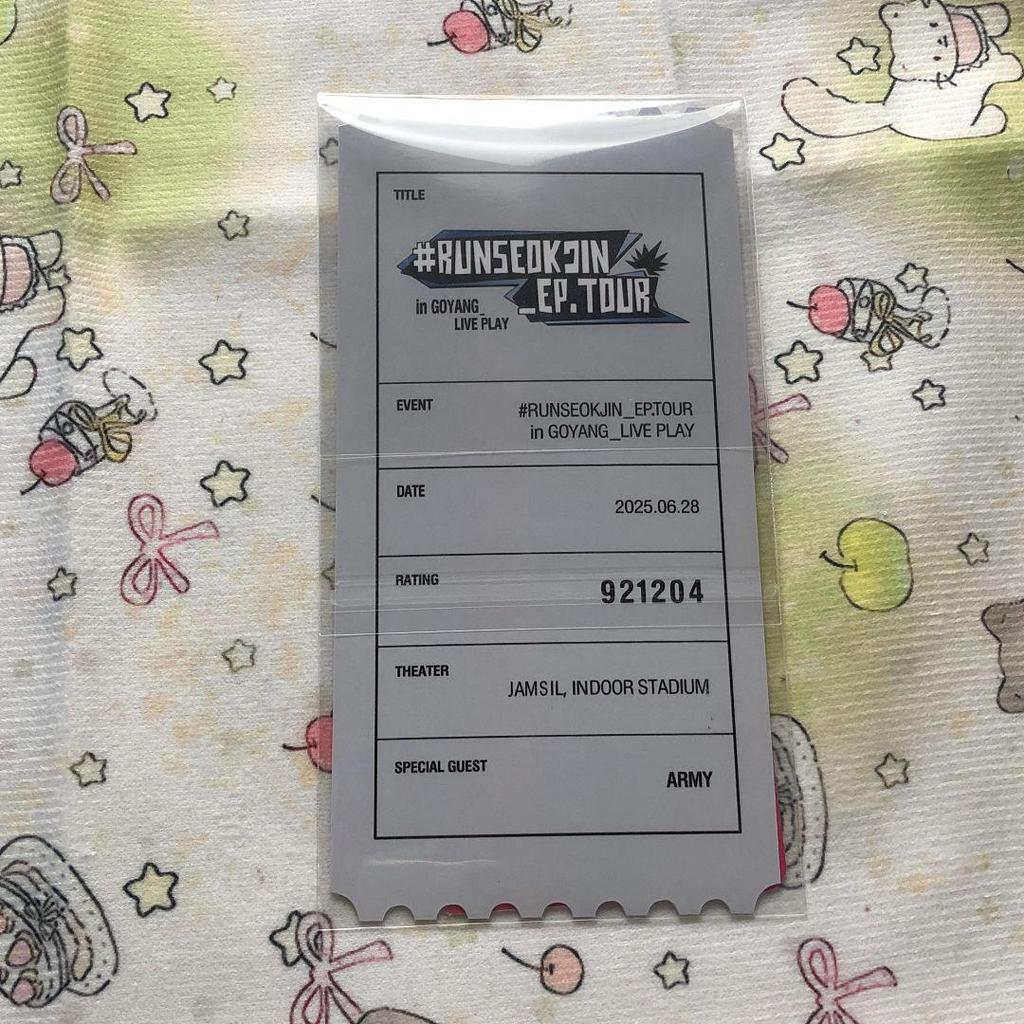 TITLE
#RUNSEOKJIN
_EP.TOUR
in GOYANG_
LIVE PLAY
EVENT
#RUNSEOKJIN_EP.TOUR
in GOYANG_LIVE PLAY
DATE
2025.06.28
RATING
921204
THEATER
JAMSIL, INDOOR STADIUM
SPECIAL GUEST
ARMY